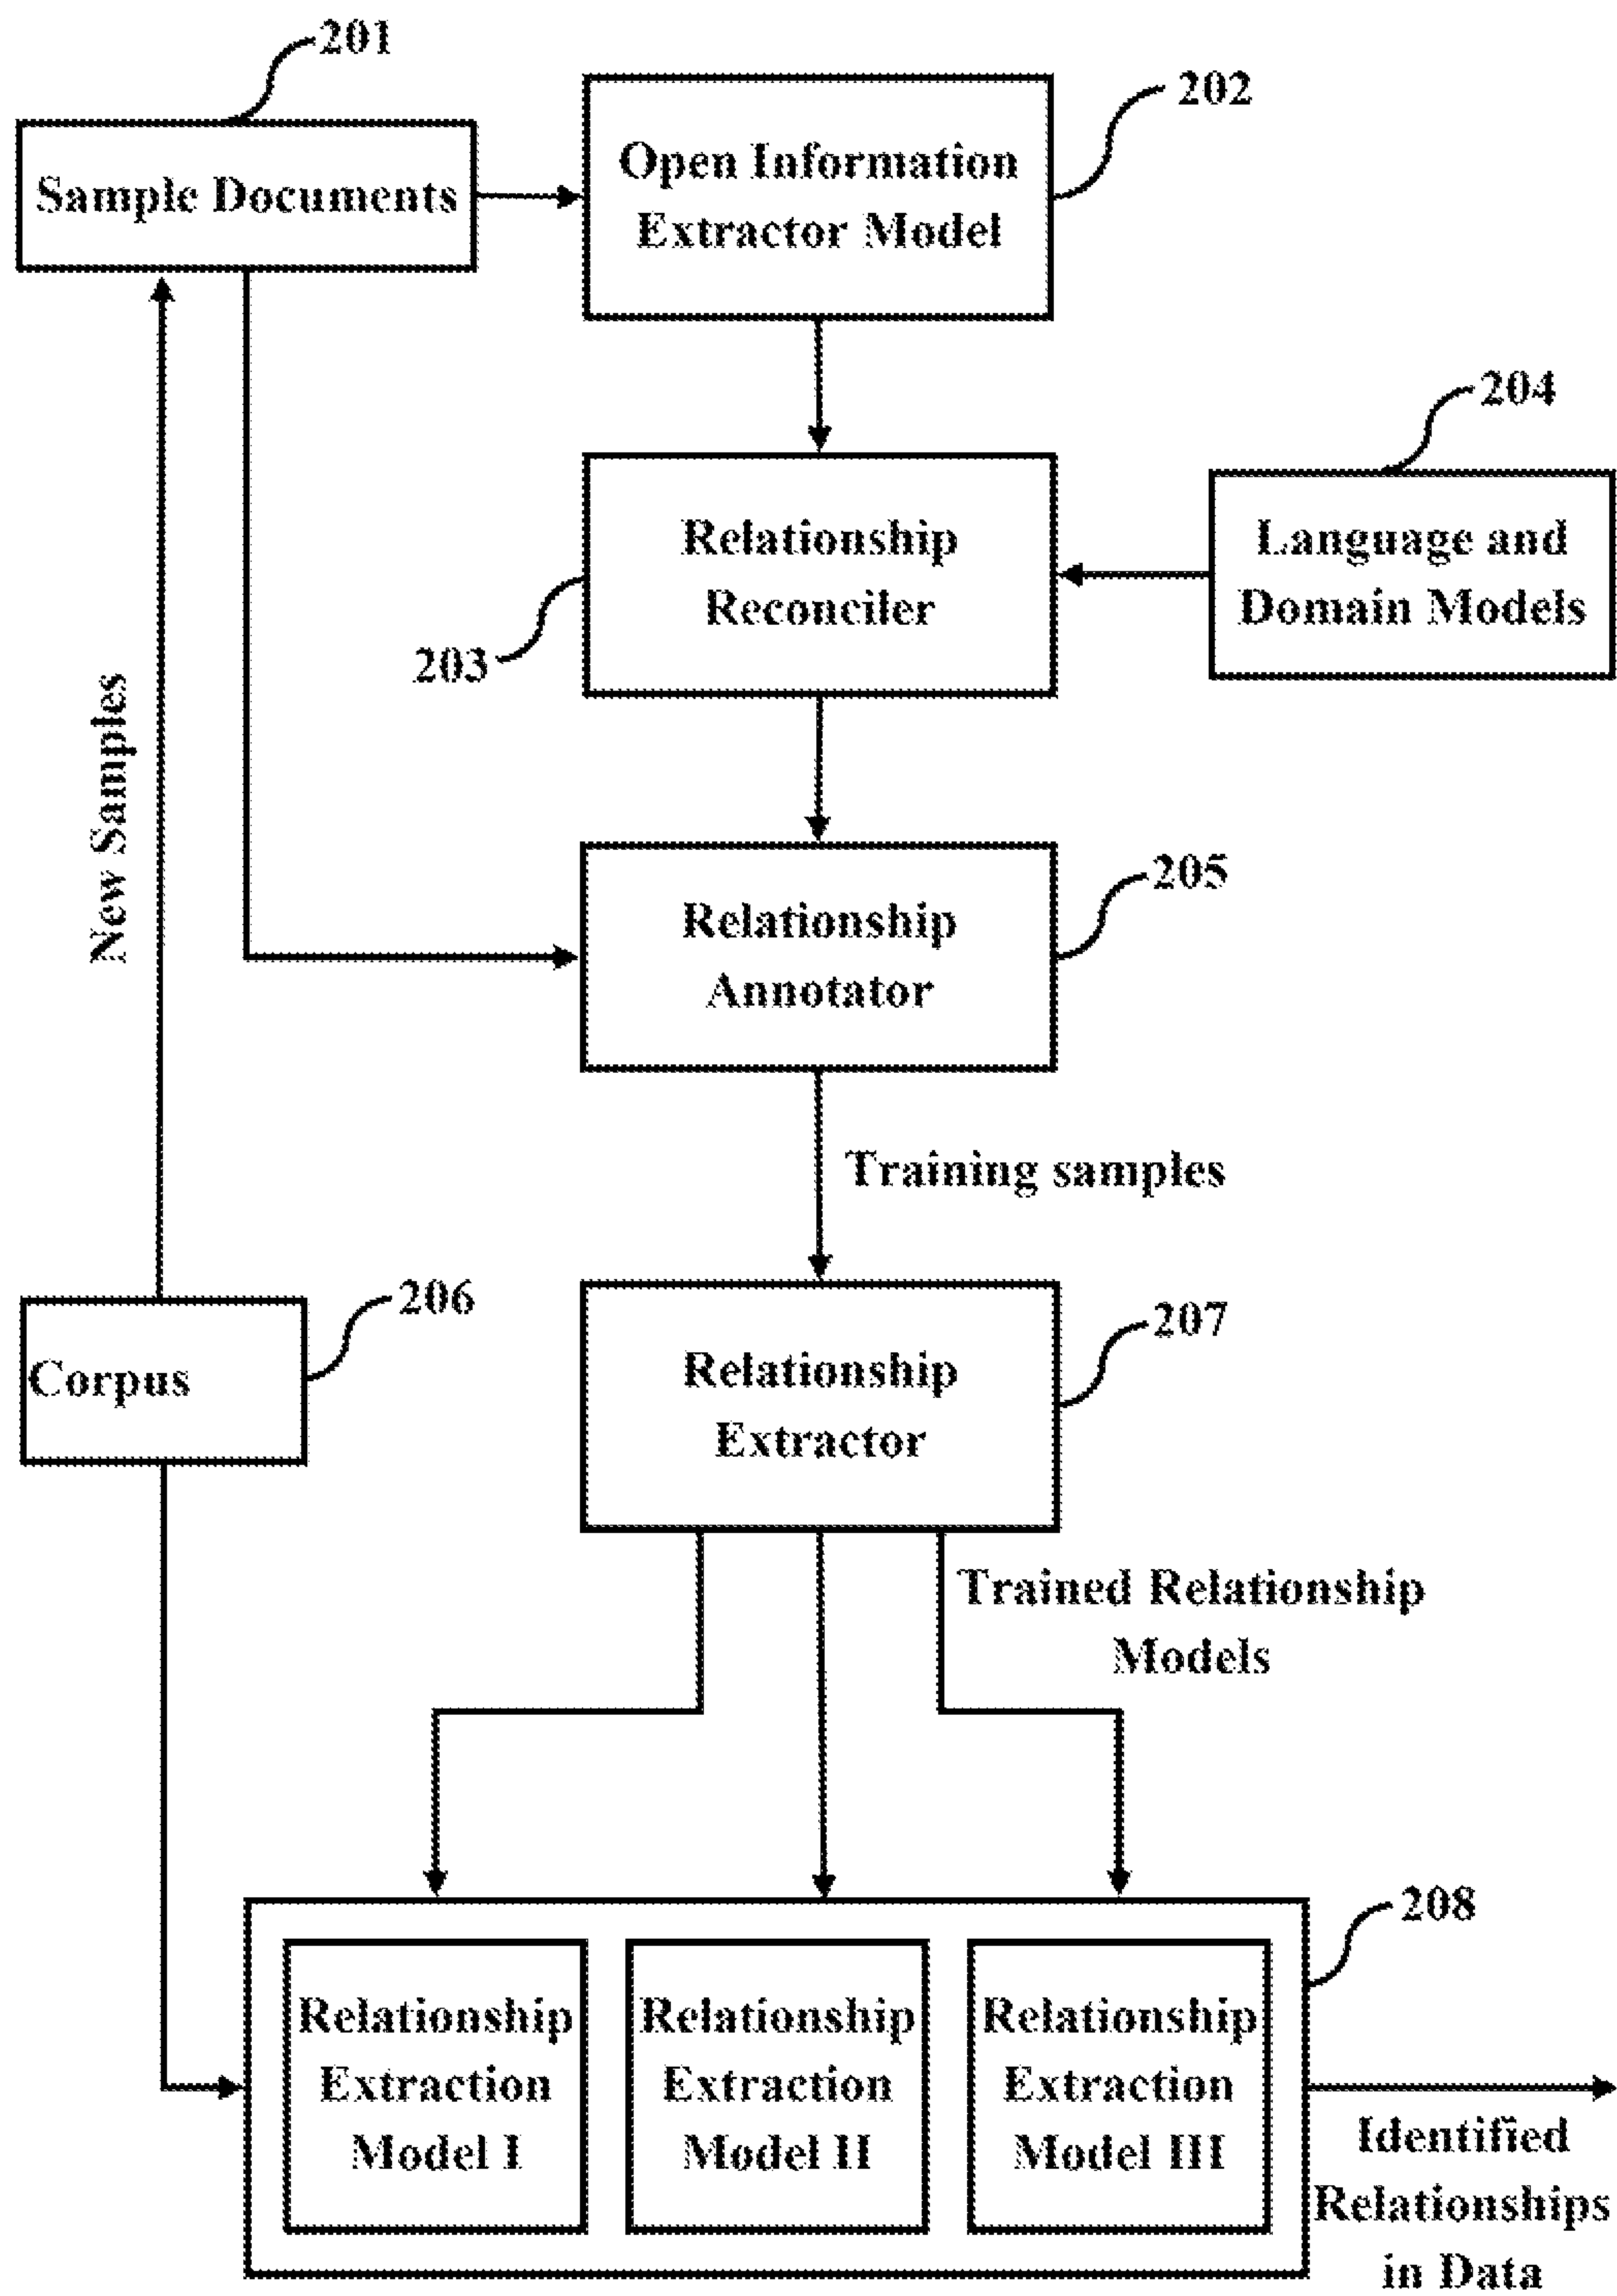 201
202
Sample Documents
Open Information
Extractor Model
204
Relationship
Reconciler
203
Language and
Domain Models
New Samples
205
Relationship
Annotator
Training samples
206
Corpus
207
Relationship
Extractor
Trained Relationship
Models
208
Relationship
Extraction
Model I
Relationship
Extraction
Model II
Relationship
Extraction
Model III
Identified
Relationships
in Data